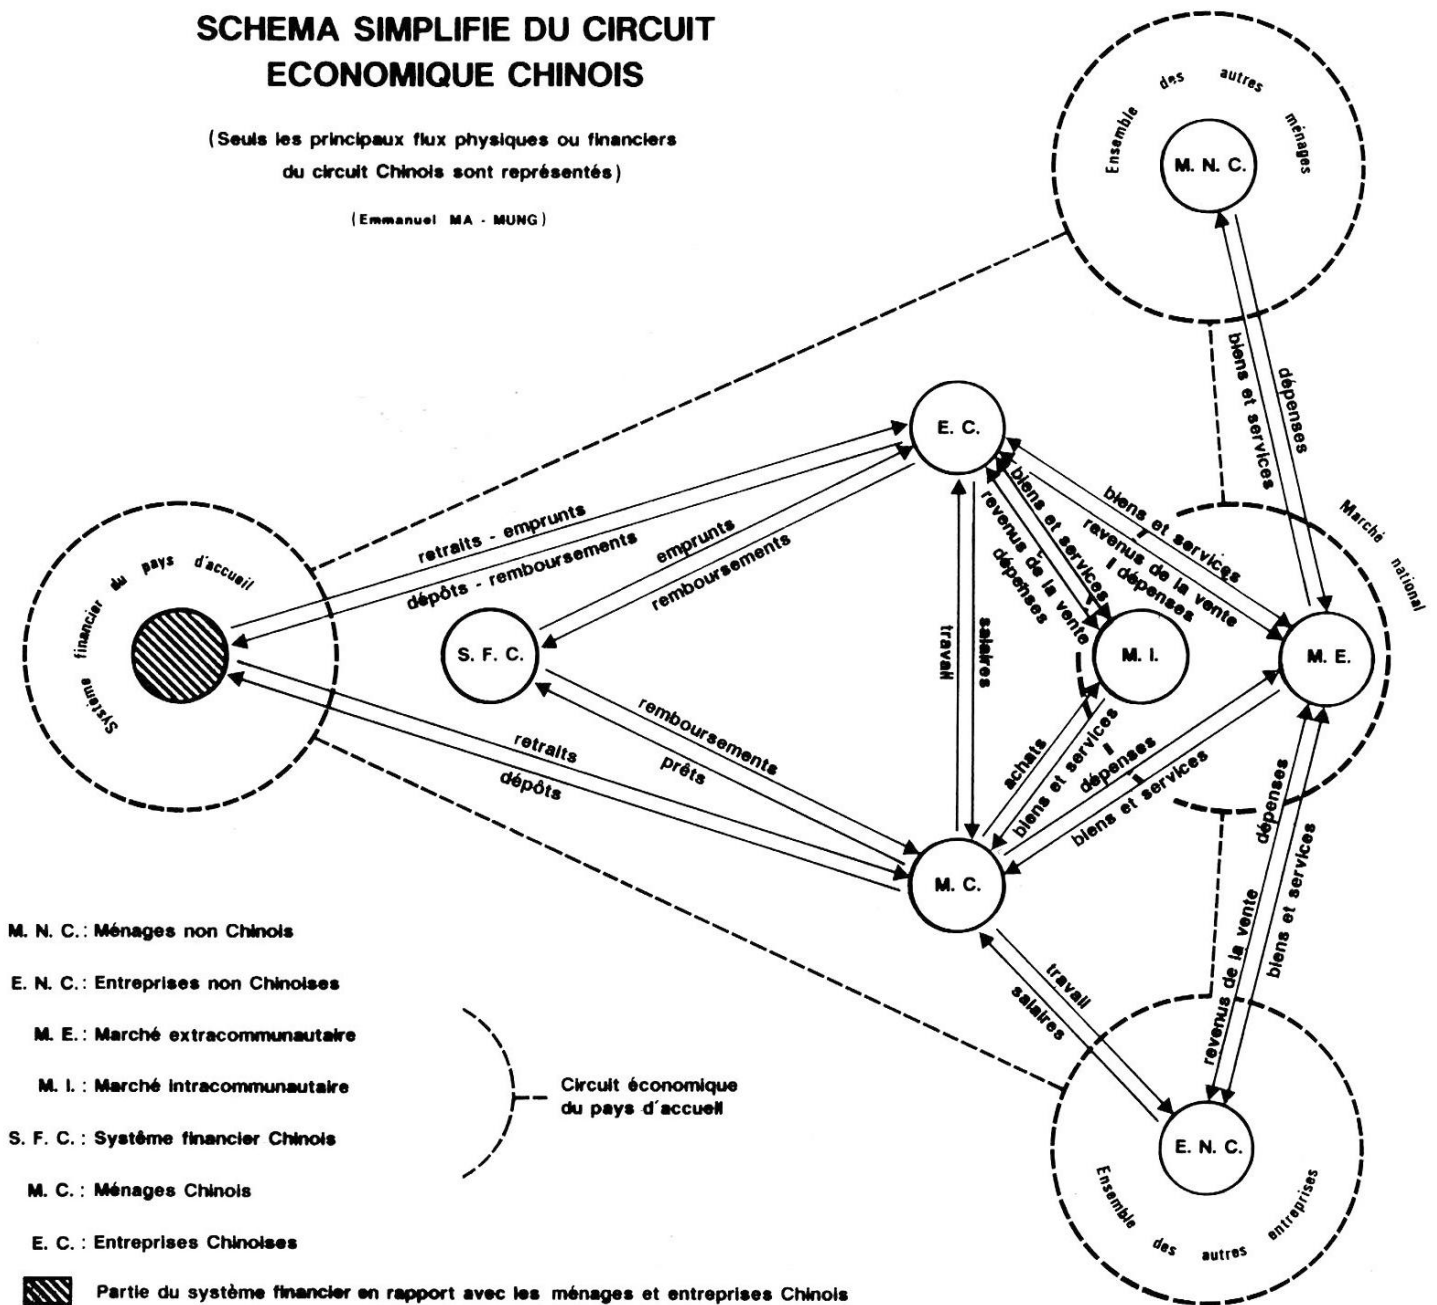 SCHEMA SIMPLIFIE DU CIRCUIT
ECONOMIQUE CHINOIS
(Seuls les principaux flux physiques ou financiers
du circuit Chinois sont représentés)
(Emmanuel MA - MUNG)
Ensemble des autres ménages
M. N. C.
biens et services
dépenses
E. C.
retraits - emprunts
dépôts - remboursements
emprunts
remboursements
biens et services
revenus de la vente
dépenses
biens et services
revenus de la vente
dépenses
Marché national
Système financier du pays d'accueil
S. F. C.
travail
salaires
M. I.
M. E.
remboursements
prêts
retraits
dépôts
achats
biens et services
dépenses
biens et services
M. C.
dépenses
revenus de la vente
biens et services
travail
salaires
E. N. C.
Ensemble des autres entreprises
M. N. C. : Ménages non Chinois
E. N. C. : Entreprises non Chinoises
M. E. : Marché extracommunautaire
M. I. : Marché intracommunautaire
S. F. C. : Systême financier Chinois
M. C. : Ménages Chinois
E. C. : Entreprises Chinoises
Circuit économique
du pays d'accueil
Partie du système financier en rapport avec les ménages et entreprises Chinois